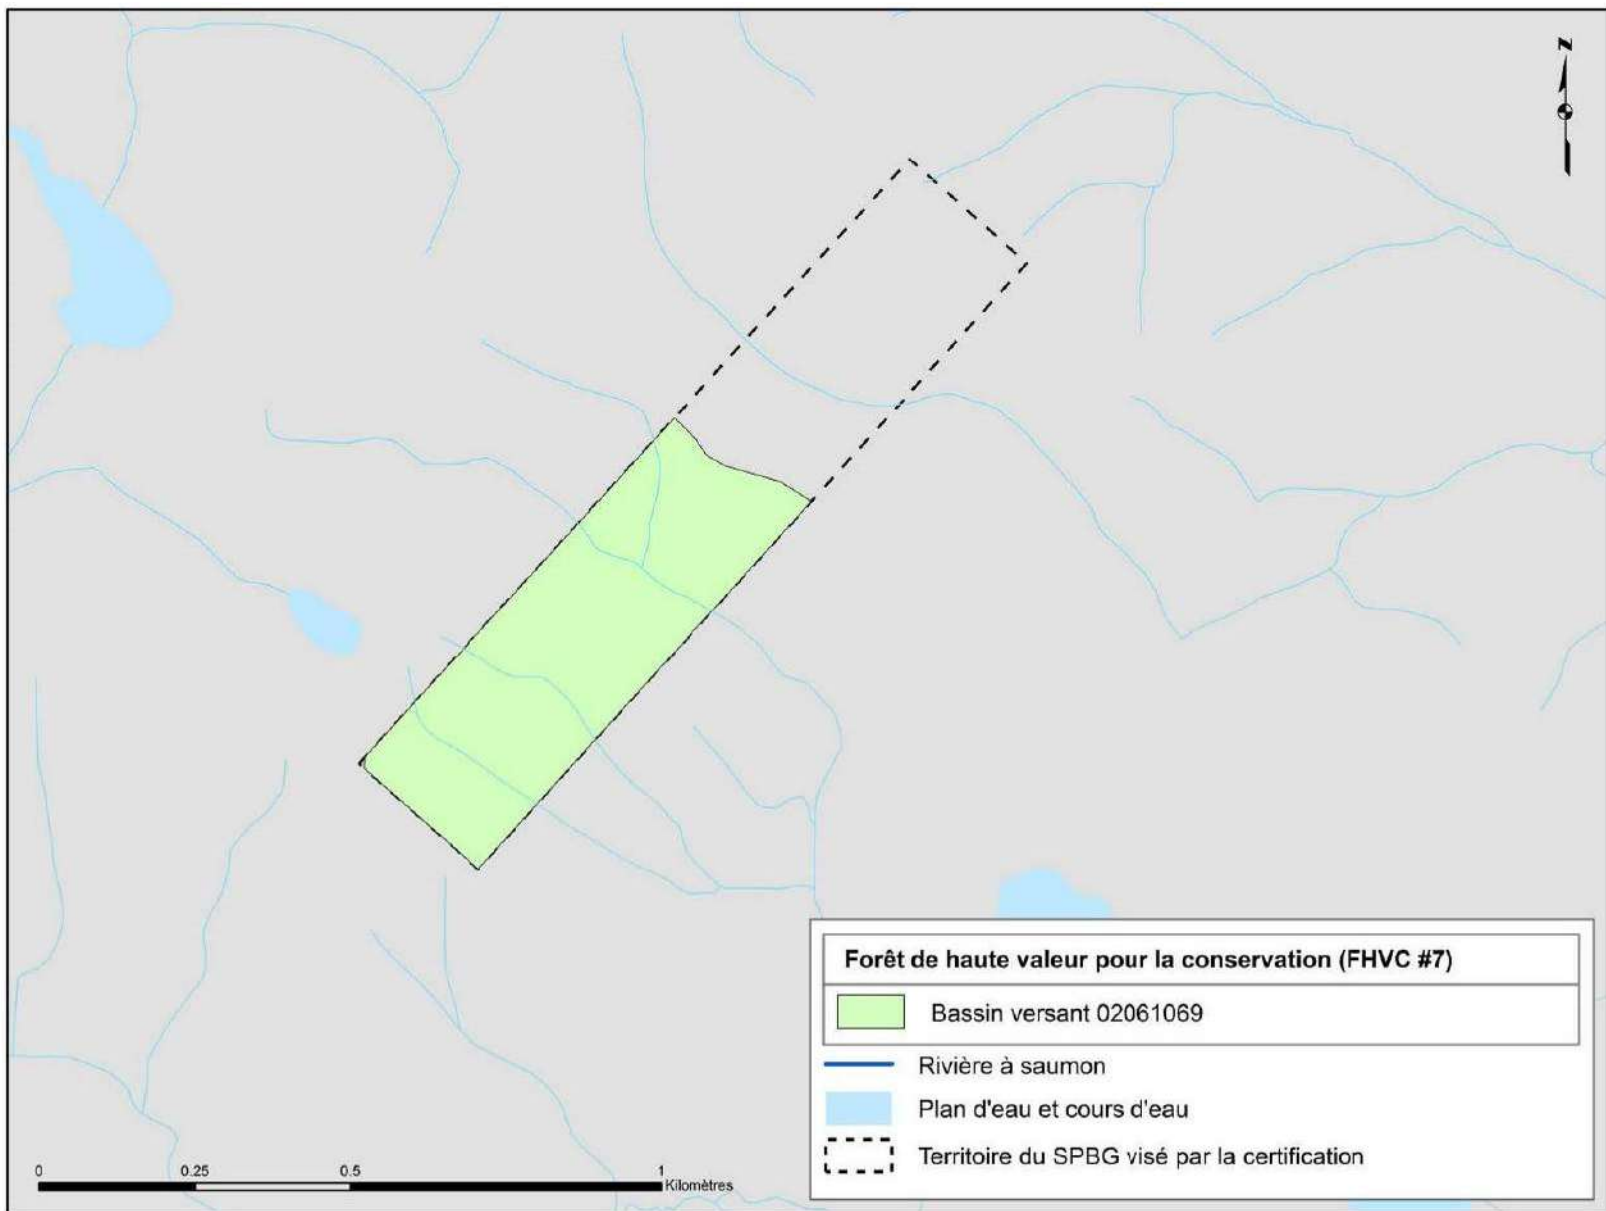 N
Forêt de haute valeur pour la conservation (FHVC #7)
Bassin versant 02061069
Rivière à saumon
Plan d'eau et cours d'eau
Territoire du SPBG visé par la certification
0 0.25 0.5 1
Kilomètres